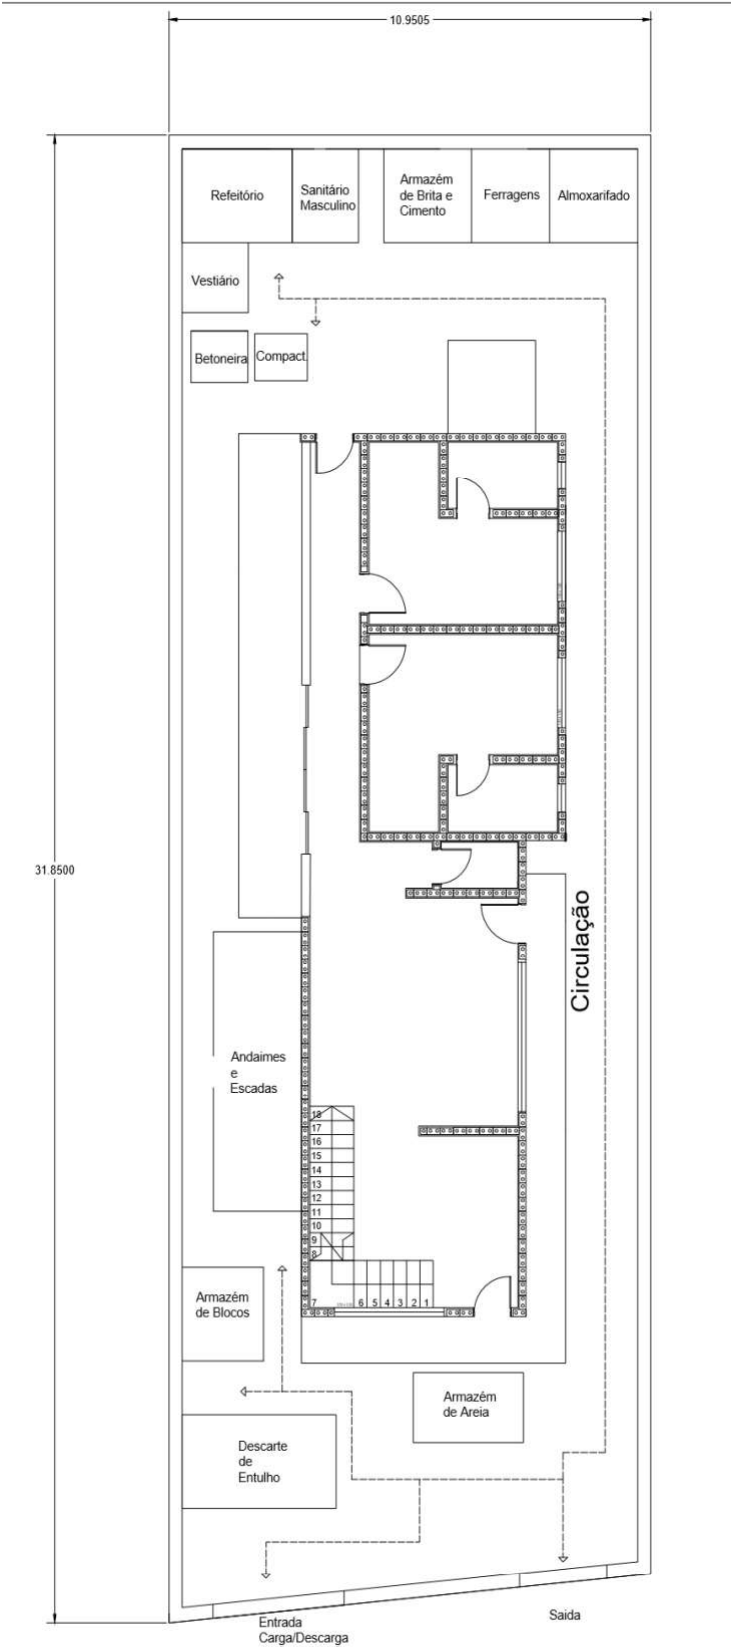 10.9505
Refeitório
Sanitário
Masculino
Armazém
de Brita e
Cimento
Ferragens
Almoxarifado
Vestiário
Betoneira
Compact.
31.8500
Circulação
Andaimes
e
Escadas
18
17
16
15
14
13
12
11
10
9
8
7
6 5 4 3 2 1
Armazém
de Blocos
Armazém
de Areia
Descarte
de
Entulho
Entrada
Carga/Descarga
Saida